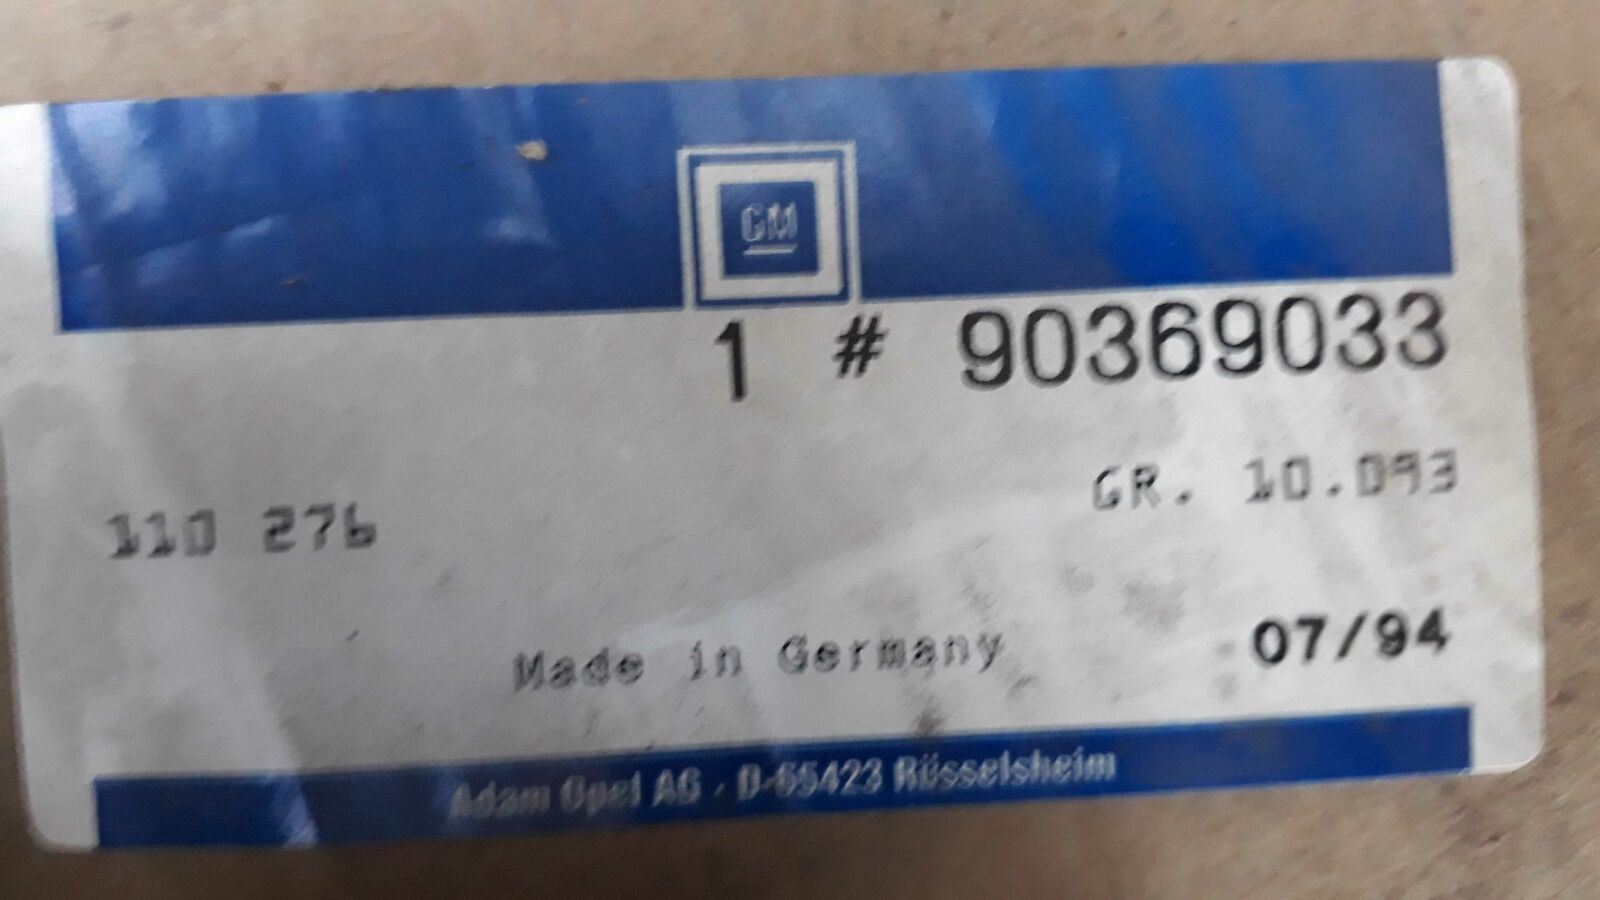 GM
1 # 90369033
GR. 10.093
110 276
Made in Germany
07/94
Adam Opel AG · D-65423 Rüsselsheim